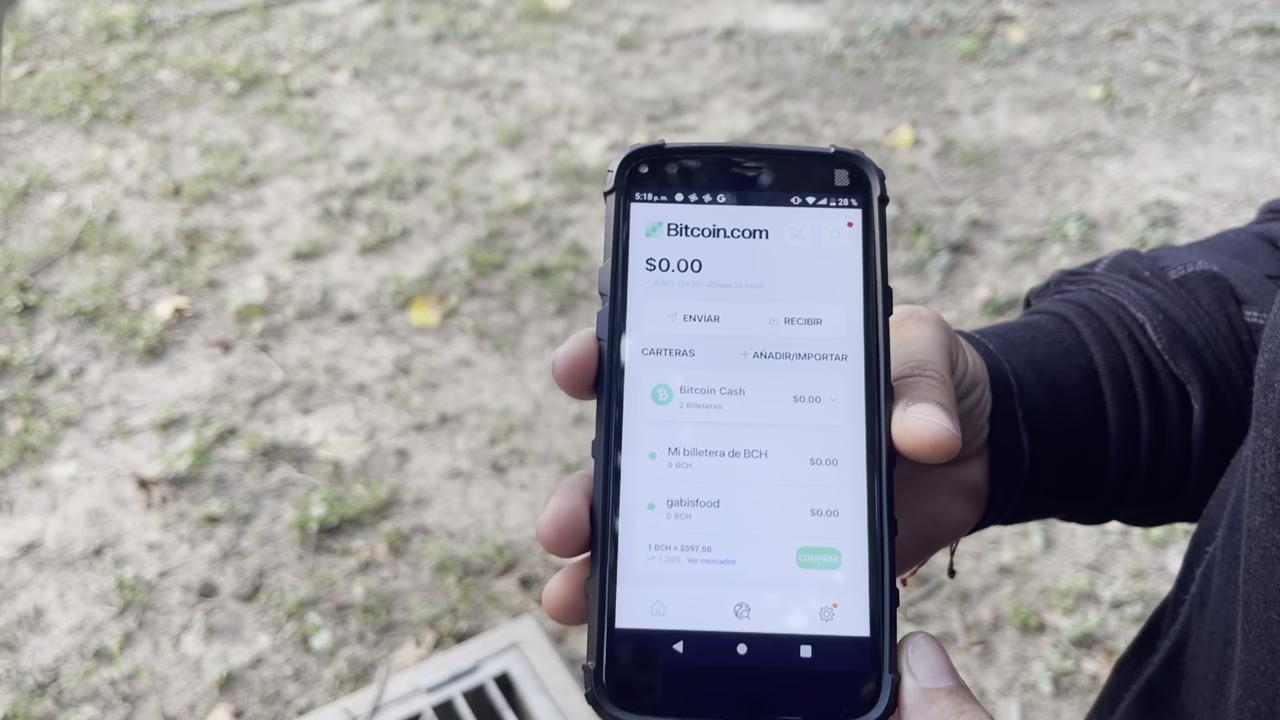 5:18 p. m. G 28 %
Bitcoin.com
$0.00
ENVIAR RECIBIR
CARTERAS + AÑADIR/IMPORTAR
Bitcoin Cash $0.00
2 Billeteras
Mi billetera de BCH $0.00
0 BCH
gabisfood $0.00
0 BCH
1 BCH = $597.00
1.25% Ver mercados COMPRAR